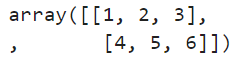 array([[1, 2, 3],
,      [4, 5, 6]])